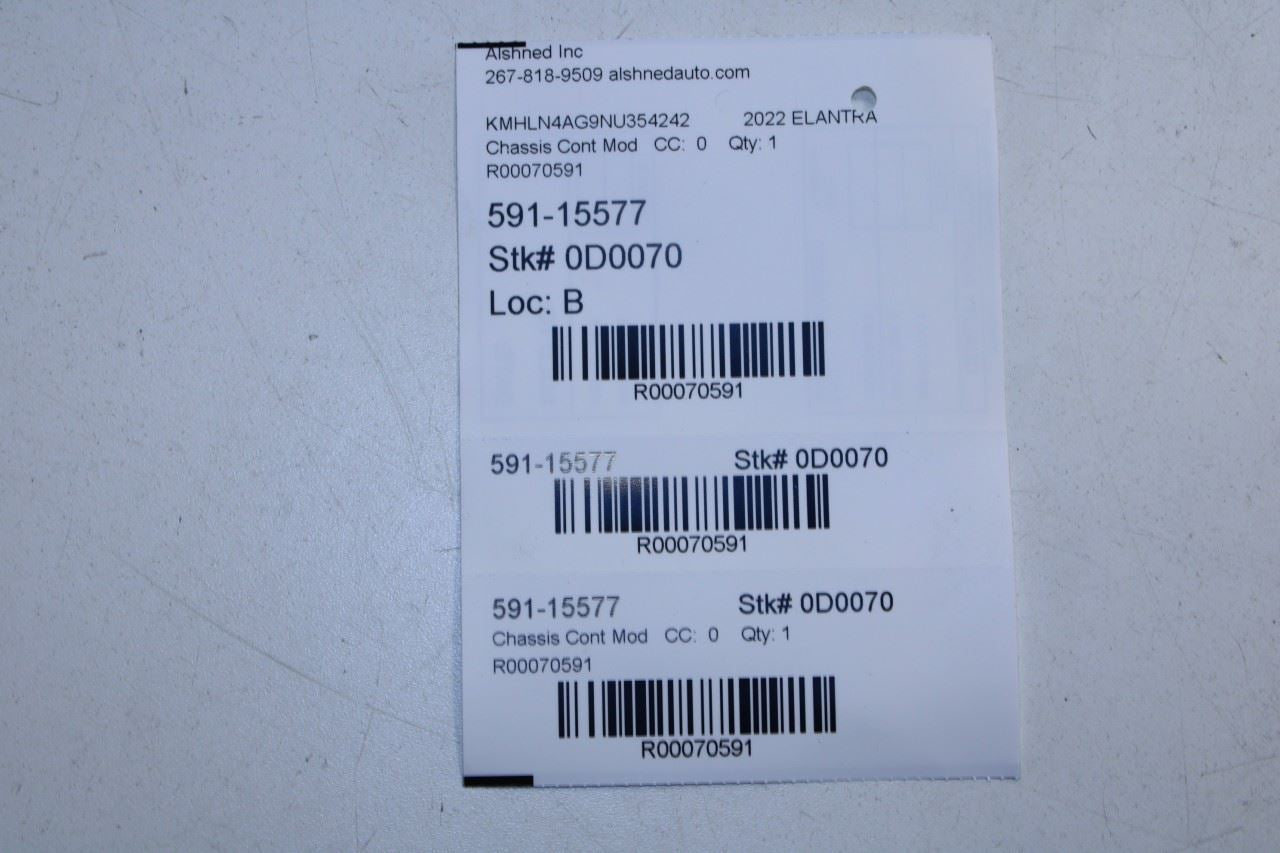 Alshned Inc
267-818-9509 alshnedauto.com
KMHLN4AG9NU354242 2022 ELANTRA
Chassis Cont Mod CC: 0 Qty: 1
R00070591
591-15577
Stk# 0D0070
Loc: B
R00070591
591-15577 Stk# 0D0070
R00070591
591-15577 Stk# 0D0070
Chassis Cont Mod CC: 0 Qty: 1
R00070591
R00070591